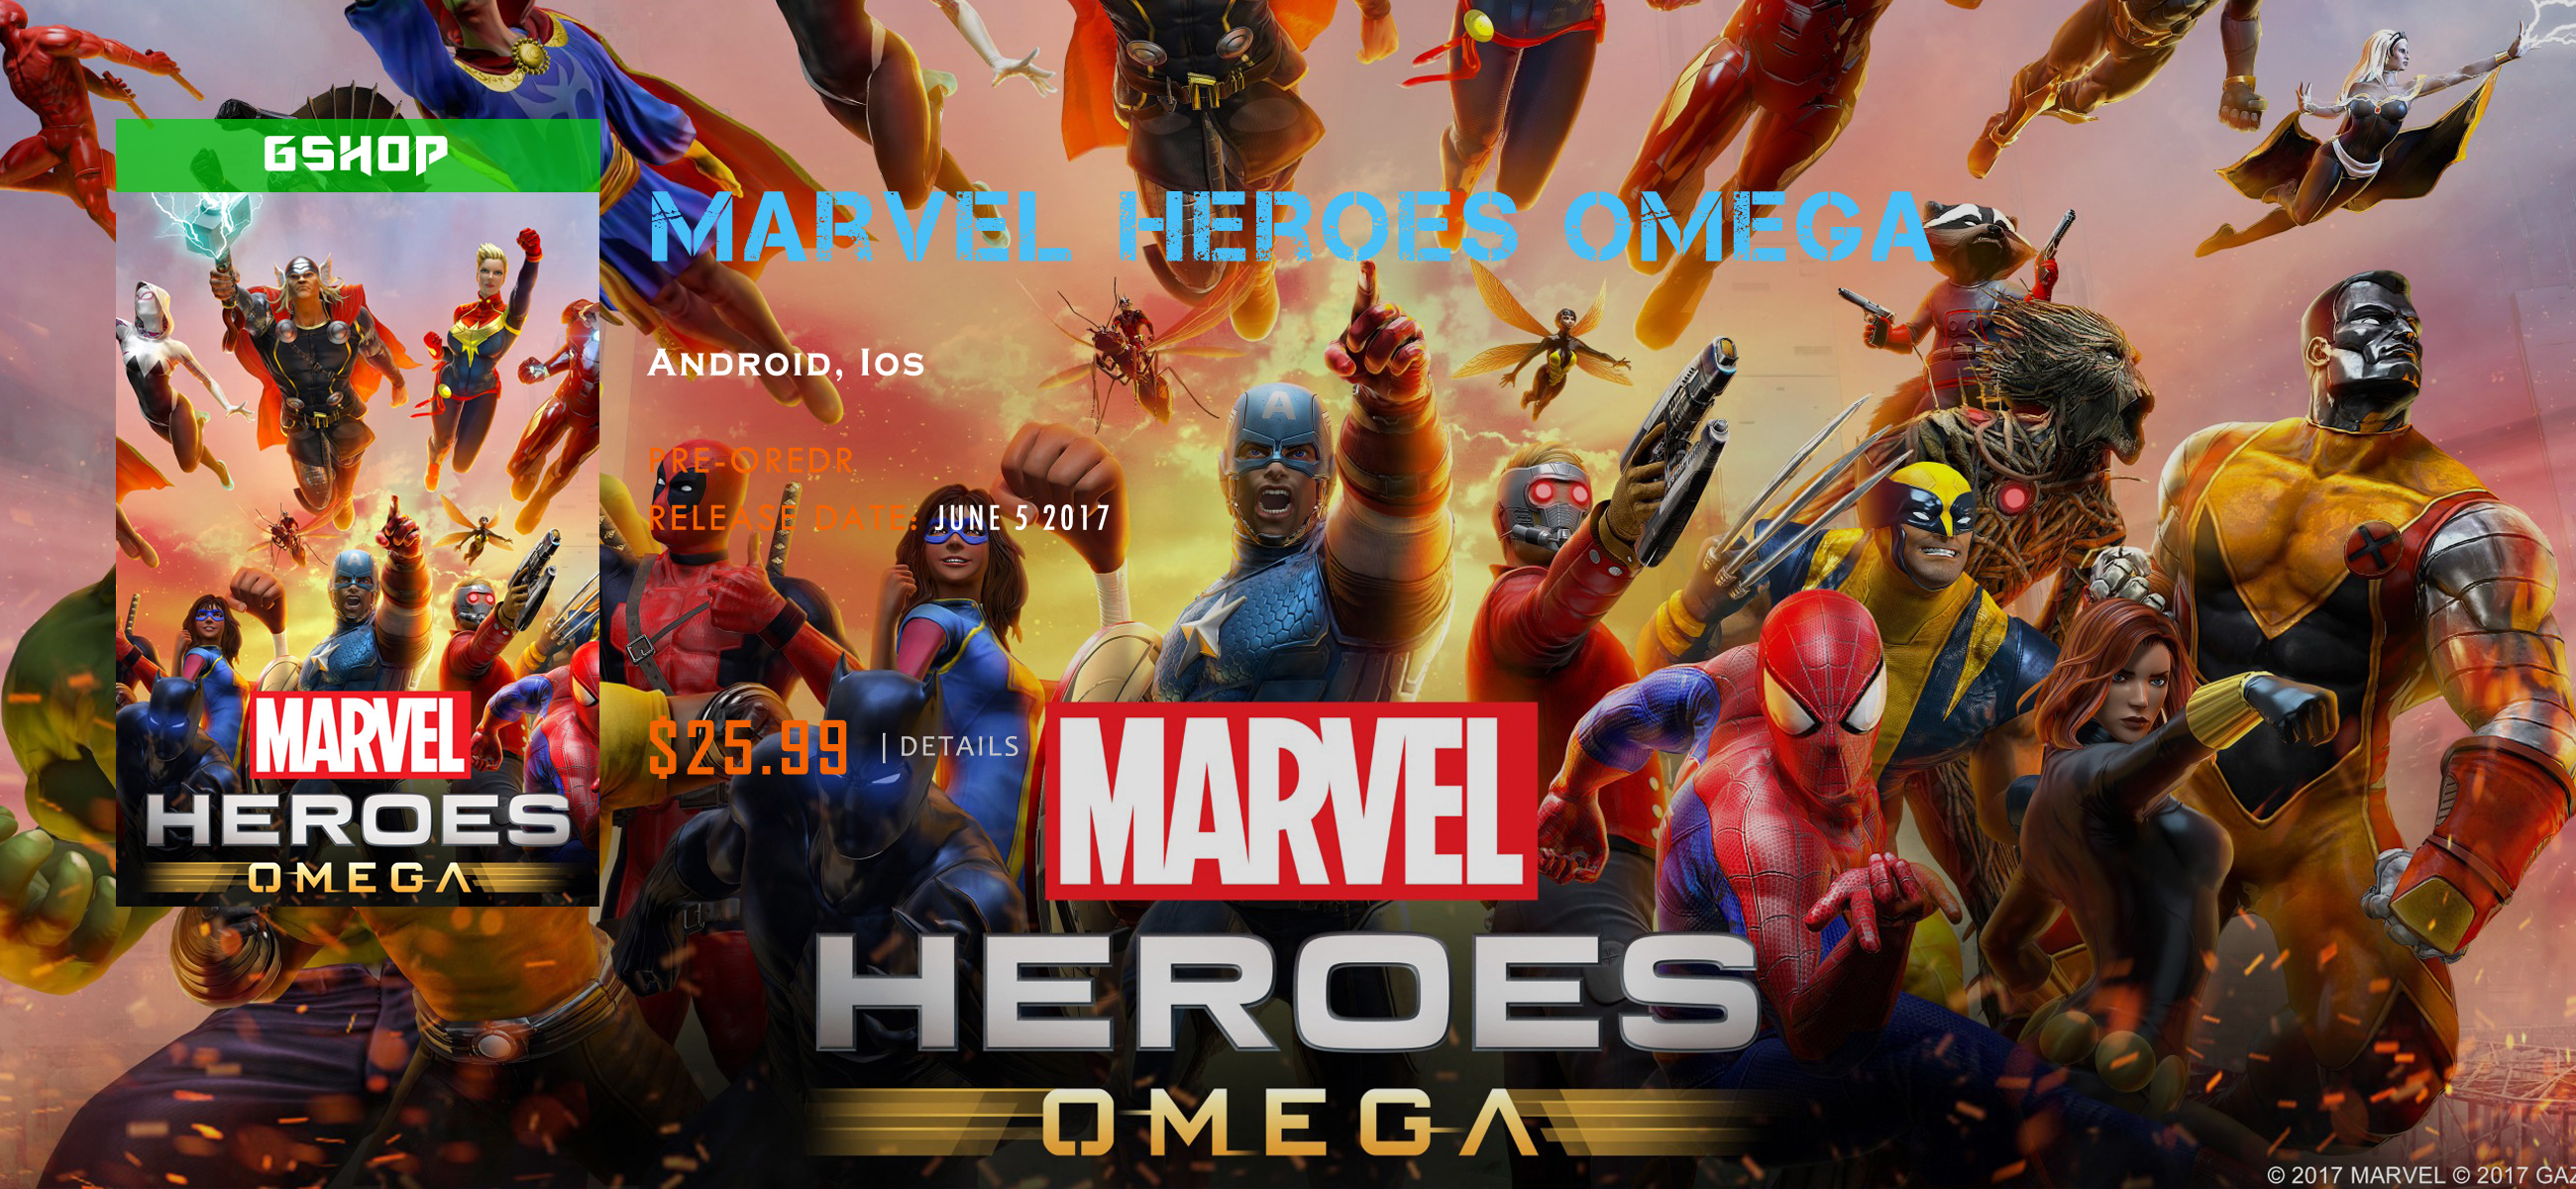 GSHOP
MARVEL HEROES OMEGA
Android, Ios
PRE-OREDR
RELEASE DATE: JUNE 5 2017
$25.99 | DETAILS
MARVEL
HEROES
OMEGA
MARVEL
HEROES
OMEGA
© 2017 MARVEL © 2017